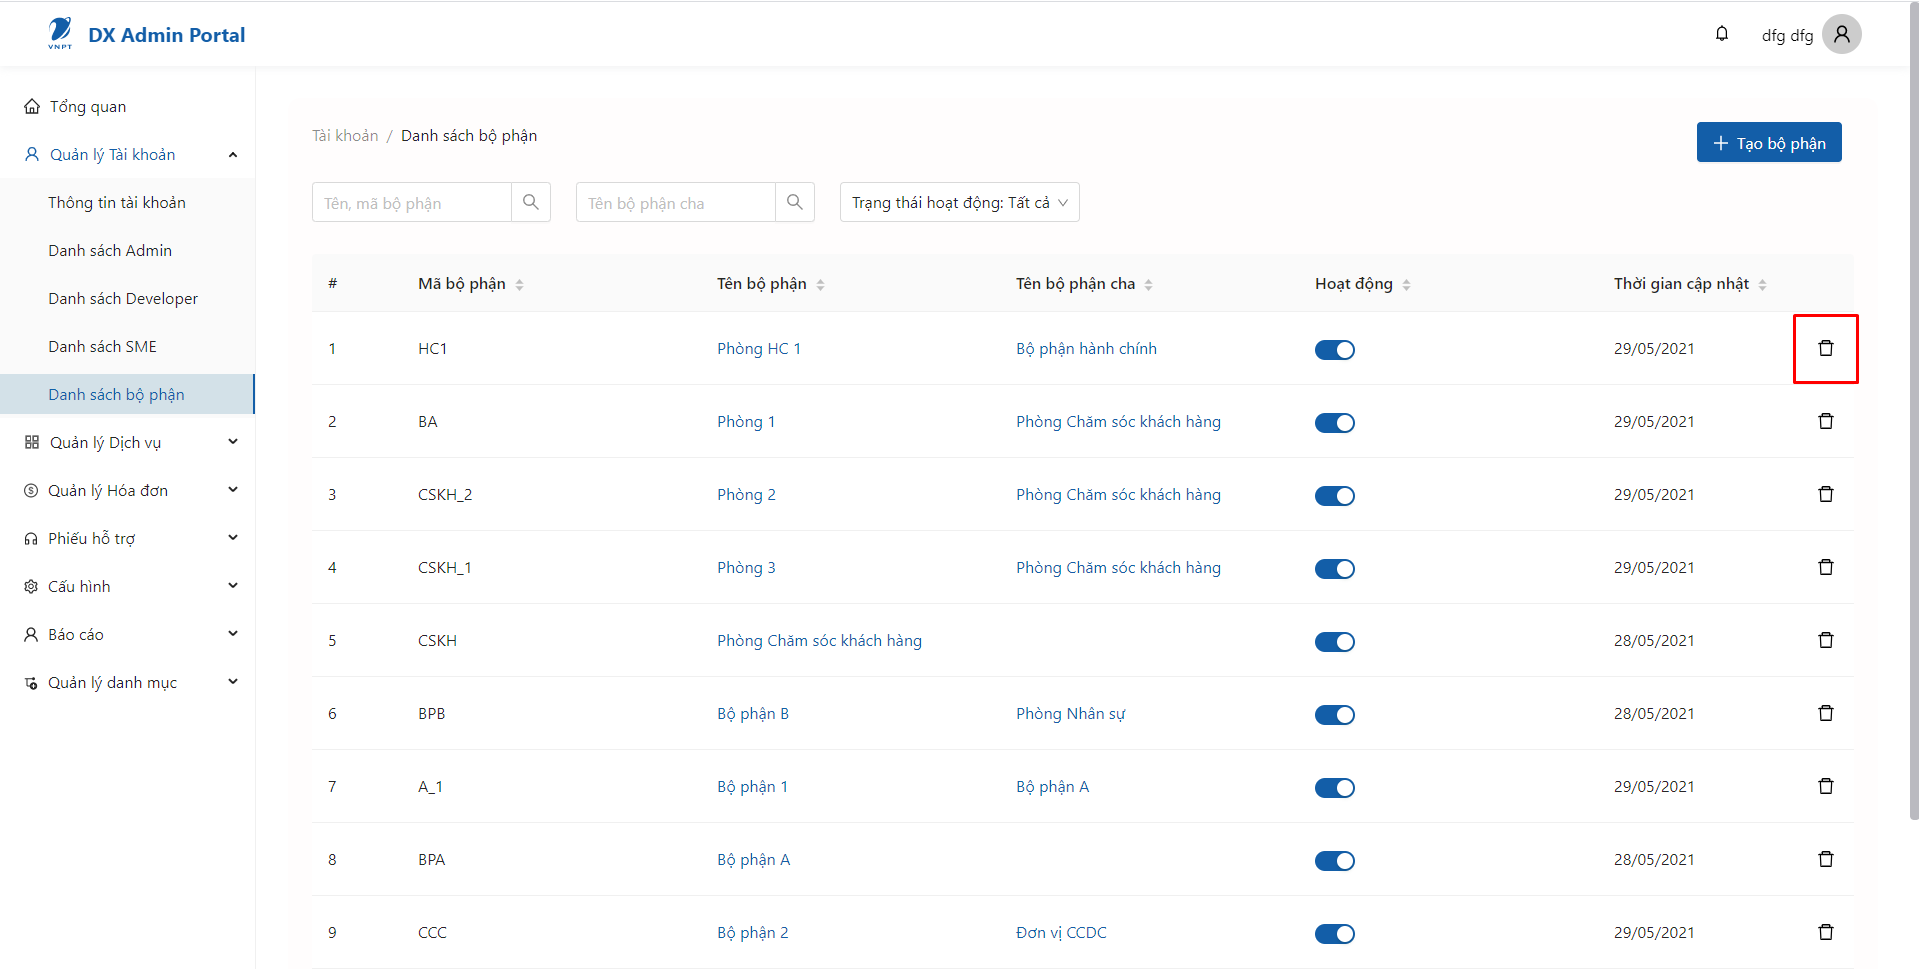 VNPT
DX Admin Portal
dfg dfg
Tổng quan
Quản lý Tài khoản
Thông tin tài khoản
Danh sách Admin
Danh sách Developer
Danh sách SME
Danh sách bộ phận
Quản lý Dịch vụ
Quản lý Hóa đơn
Phiếu hỗ trợ
Cấu hình
Báo cáo
Quản lý danh mục
Tài khoản / Danh sách bộ phận
+ Tạo bộ phận
Tên, mã bộ phận
Tên bộ phận cha
Trạng thái hoạt động: Tất cả
# Mã bộ phận Tên bộ phận Tên bộ phận cha Hoạt động Thời gian cập nhật
1 HC1 Phòng HC 1 Bộ phận hành chính 29/05/2021
2 BA Phòng 1 Phòng Chăm sóc khách hàng 29/05/2021
3 CSKH_2 Phòng 2 Phòng Chăm sóc khách hàng 29/05/2021
4 CSKH_1 Phòng 3 Phòng Chăm sóc khách hàng 29/05/2021
5 CSKH Phòng Chăm sóc khách hàng 28/05/2021
6 BPB Bộ phận B Phòng Nhân sự 28/05/2021
7 A_1 Bộ phận 1 Bộ phận A 29/05/2021
8 BPA Bộ phận A 28/05/2021
9 CCC Bộ phận 2 Đơn vị CCDC 29/05/2021